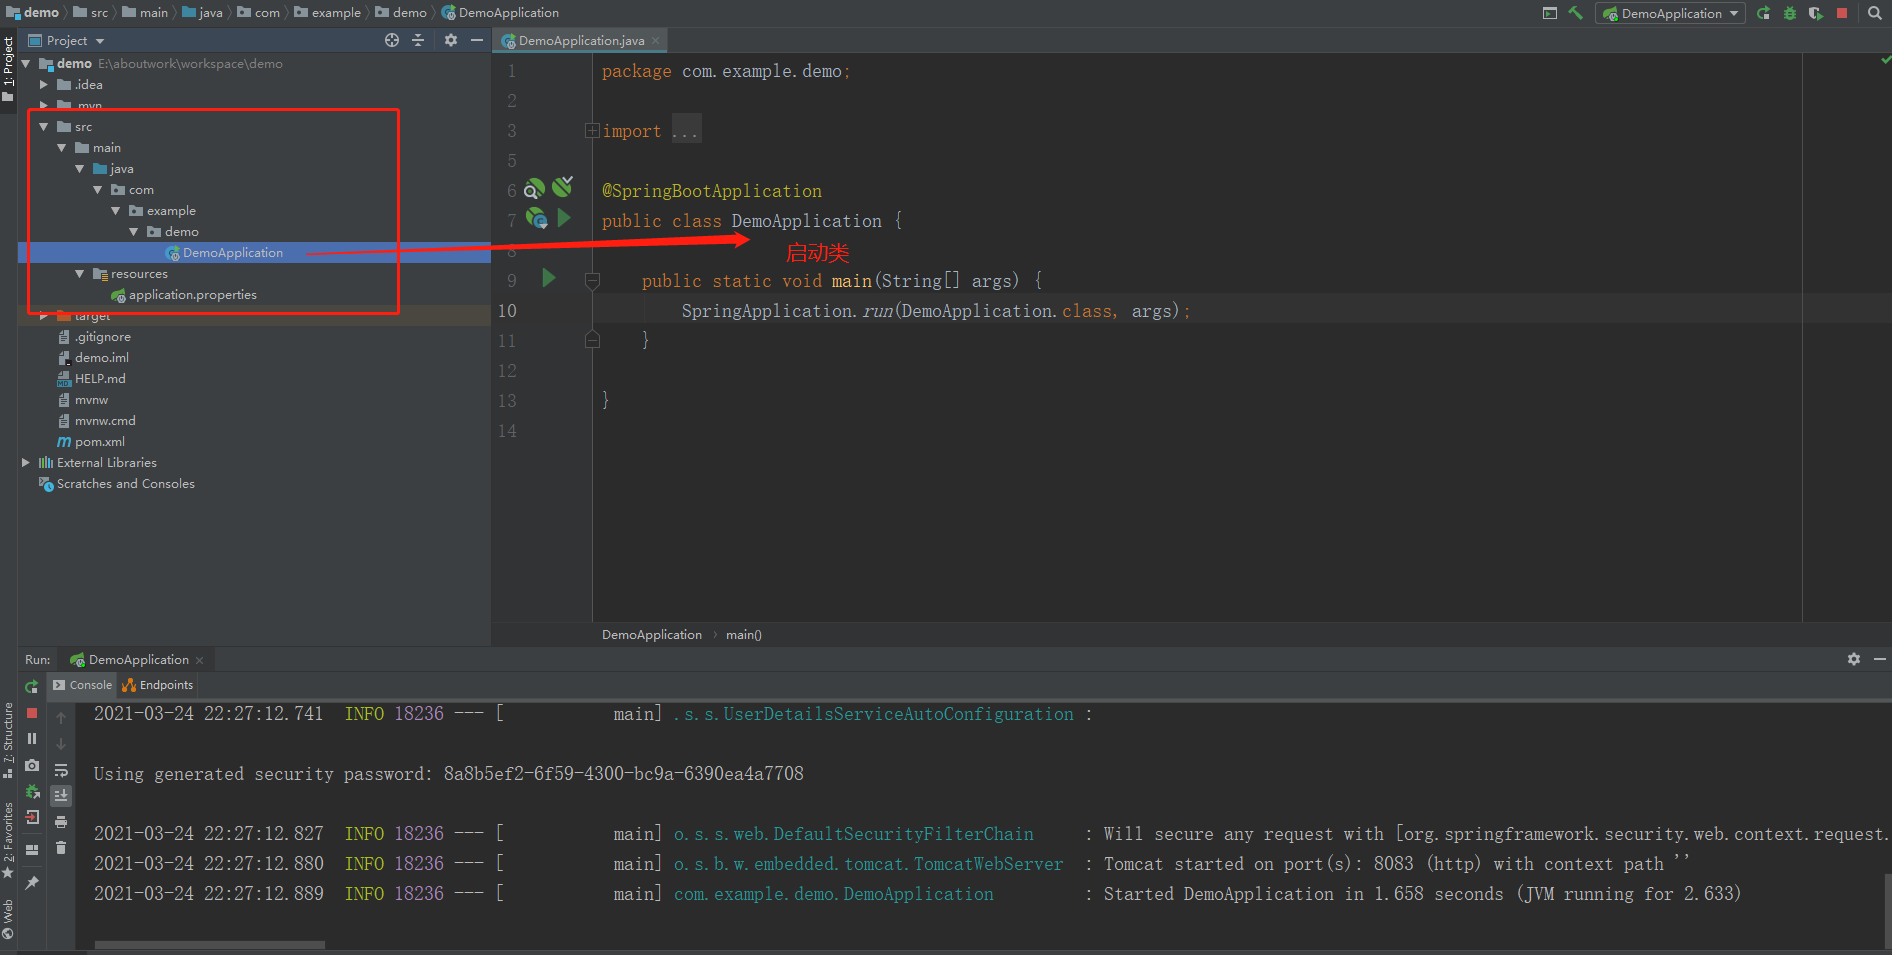 demo src main java com example demo DemoApplication
DemoApplication
Project
DemoApplication.java
1: Project
demo E:\aboutwork\workspace\demo
.idea
.mvn
src
main
java
com
example
demo
DemoApplication
resources
application.properties
target
.gitignore
demo.iml
HELP.md
mvnw
mvnw.cmd
pom.xml
External Libraries
Scratches and Consoles
1 package com.example.demo;
2
3 import ...
5
6 @SpringBootApplication
7 public class DemoApplication {
8
启动类
9 public static void main(String[] args) {
10 SpringApplication.run(DemoApplication.class, args);
11 }
12
13 }
14
DemoApplication main()
Run: DemoApplication
Console Endpoints
7: Structure
2: Favorites
Web
2021-03-24 22:27:12.741 INFO 18236 --- [ main] .s.s.UserDetailsServiceAutoConfiguration :
Using generated security password: 8a8b5ef2-6f59-4300-bc9a-6390ea4a7708
2021-03-24 22:27:12.827 INFO 18236 --- [ main] o.s.s.web.DefaultSecurityFilterChain : Will secure any request with [org.springframework.security.web.context.request.
2021-03-24 22:27:12.880 INFO 18236 --- [ main] o.s.b.w.embedded.tomcat.TomcatWebServer : Tomcat started on port(s): 8083 (http) with context path ''
2021-03-24 22:27:12.889 INFO 18236 --- [ main] com.example.demo.DemoApplication : Started DemoApplication in 1.658 seconds (JVM running for 2.633)